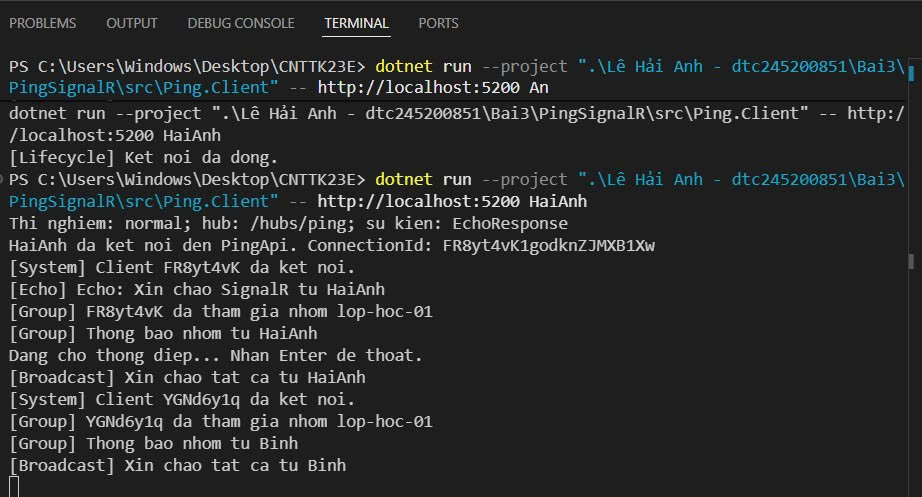 PROBLEMS OUTPUT DEBUG CONSOLE TERMINAL PORTS
PS C:\Users\Windows\Desktop\CNTTK23E> dotnet run --project ".\Lê Hải Anh - dtc245200851\Bai3\
PingSignalR\src\Ping.Client" -- http://localhost:5200 An
dotnet run --project ".\Lê Hải Anh - dtc245200851\Bai3\PingSignalR\src\Ping.Client" -- http:/
/localhost:5200 HaiAnh
[Lifecycle] Ket noi da dong.
PS C:\Users\Windows\Desktop\CNTTK23E> dotnet run --project ".\Lê Hải Anh - dtc245200851\Bai3\
PingSignalR\src\Ping.Client" -- http://localhost:5200 HaiAnh
Thi nghiem: normal; hub: /hubs/ping; su kien: EchoResponse
HaiAnh da ket noi den PingApi. ConnectionId: FR8yt4vK1godknZJMXB1Xw
[System] Client FR8yt4vK da ket noi.
[Echo] Echo: Xin chao SignalR tu HaiAnh
[Group] FR8yt4vK da tham gia nhom lop-hoc-01
[Group] Thong bao nhom tu HaiAnh
Dang cho thong diep... Nhan Enter de thoat.
[Broadcast] Xin chao tat ca tu HaiAnh
[System] Client YGNd6y1q da ket noi.
[Group] YGNd6y1q da tham gia nhom lop-hoc-01
[Group] Thong bao nhom tu Binh
[Broadcast] Xin chao tat ca tu Binh